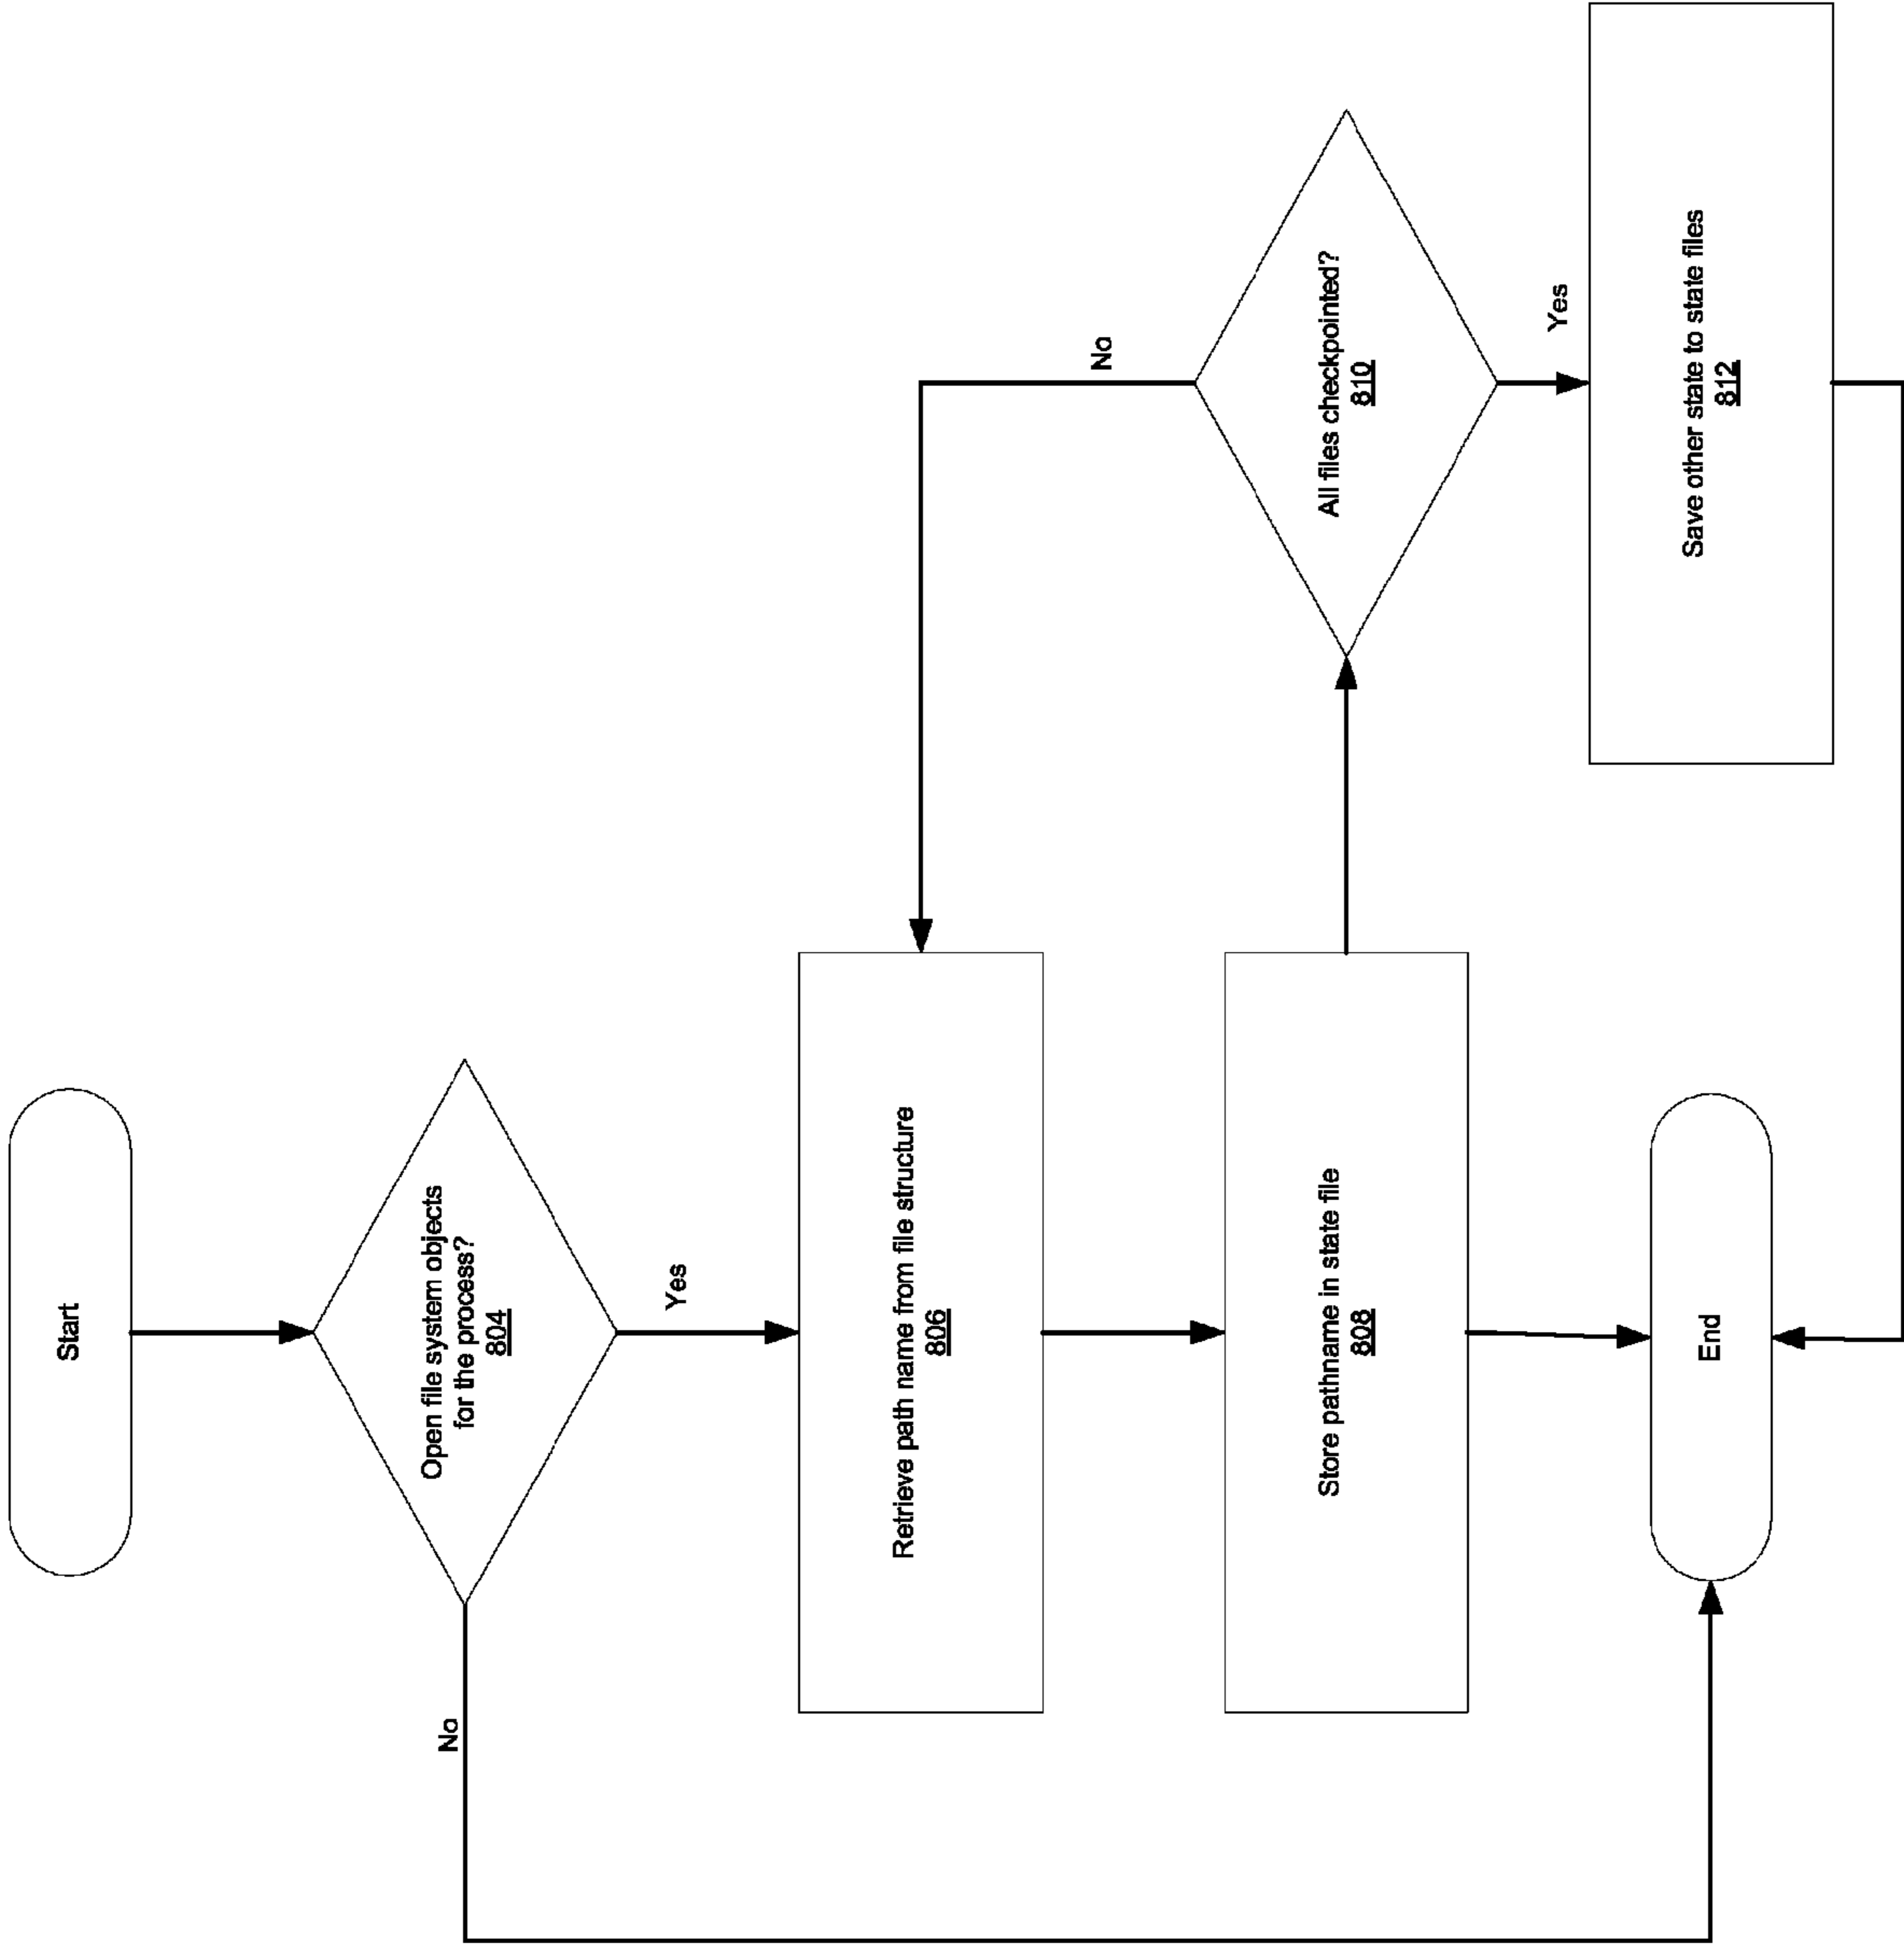 Start
Open file system objects
for the process?
804
No
Yes
Retrieve path name from file structure
806
Store pathname in state file
808
End
No
All files checkpointed?
810
Yes
Save other state to state files
812